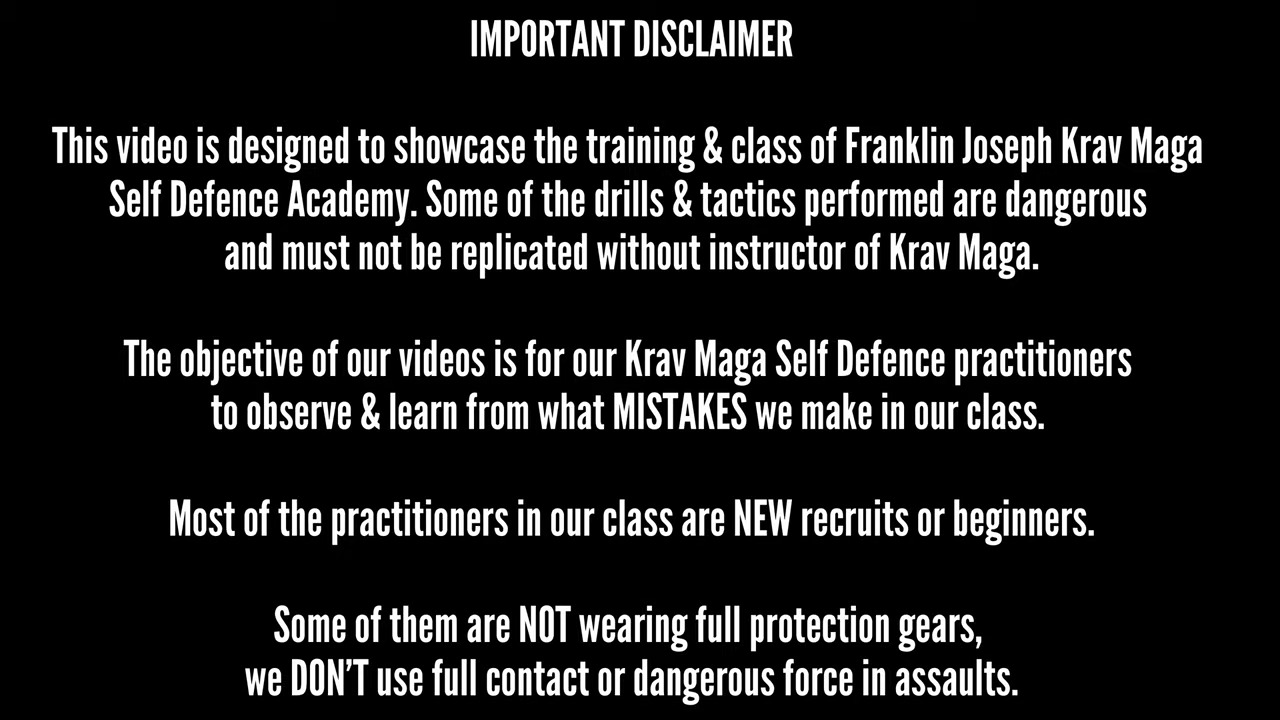 IMPORTANT DISCLAIMER
This video is designed to showcase the training & class of Franklin Joseph Krav Maga
Self Defence Academy. Some of the drills & tactics performed are dangerous
and must not be replicated without instructor of Krav Maga.
The objective of our videos is for our Krav Maga Self Defence practitioners
to observe & learn from what MISTAKES we make in our class.
Most of the practitioners in our class are NEW recruits or beginners.
Some of them are NOT wearing full protection gears,
we DON'T use full contact or dangerous force in assaults.